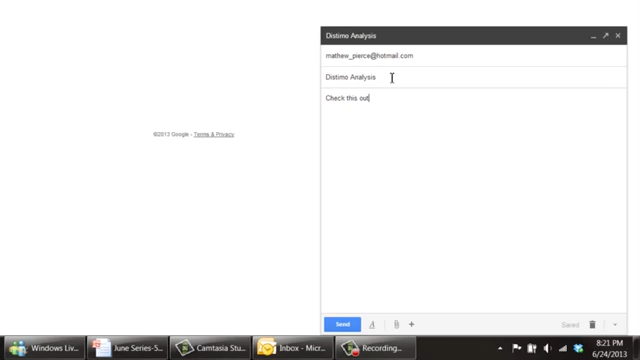 Distimo Analysis
mathew_pierce@hotmail.com
Distimo Analysis
Check this out
©2013 Google - Terms & Privacy
Send
Saved
Windows Liv...
June Series-5...
Camtasia Stu...
Inbox - Micr...
Recording...
8:21 PM
6/24/2013